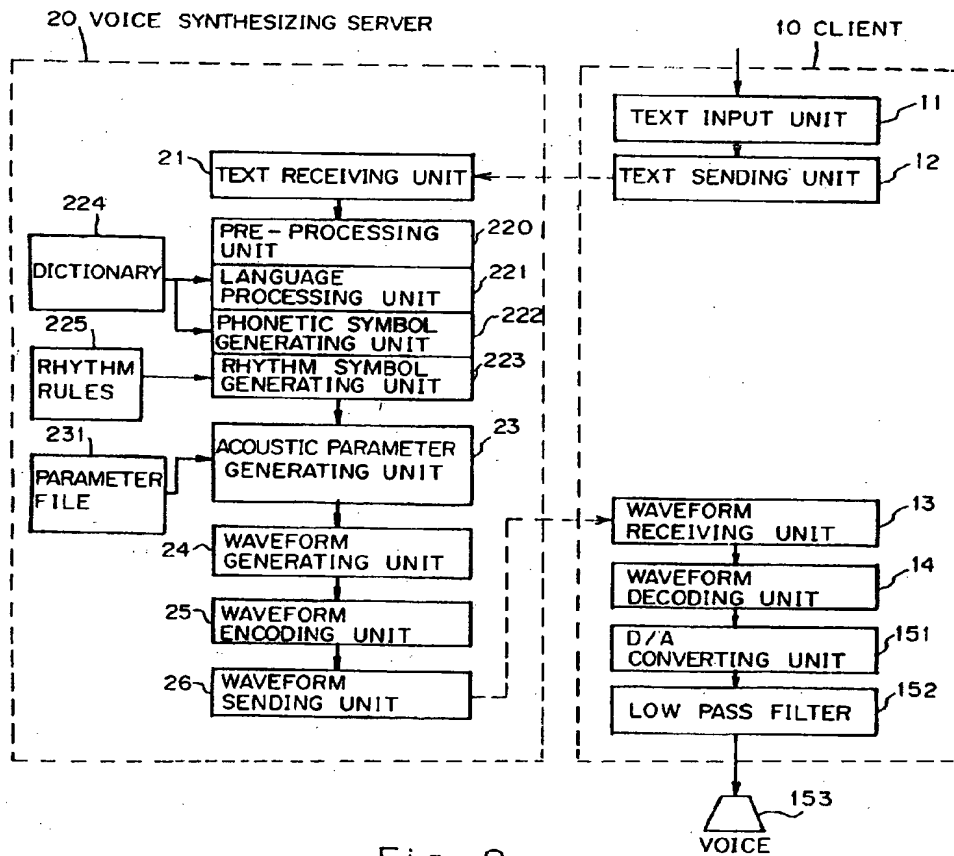 20 VOICE SYNTHESIZING SERVER
10 CLIENT
TEXT INPUT UNIT
11
21
TEXT RECEIVING UNIT
TEXT SENDING UNIT
12
224
DICTIONARY
PRE-PROCESSING
UNIT
220
LANGUAGE
PROCESSING UNIT
221
PHONETIC SYMBOL
GENERATING UNIT
222
225
RHYTHM
RULES
RHYTHM SYMBOL
GENERATING UNIT
223
231
PARAMETER
FILE
ACOUSTIC PARAMETER
GENERATING UNIT
23
24
WAVEFORM
GENERATING UNIT
25
WAVEFORM
ENCODING UNIT
26
WAVEFORM
SENDING UNIT
WAVEFORM
RECEIVING UNIT
13
WAVEFORM
DECODING UNIT
14
D/A
CONVERTING UNIT
151
LOW PASS FILTER
152
153
VOICE